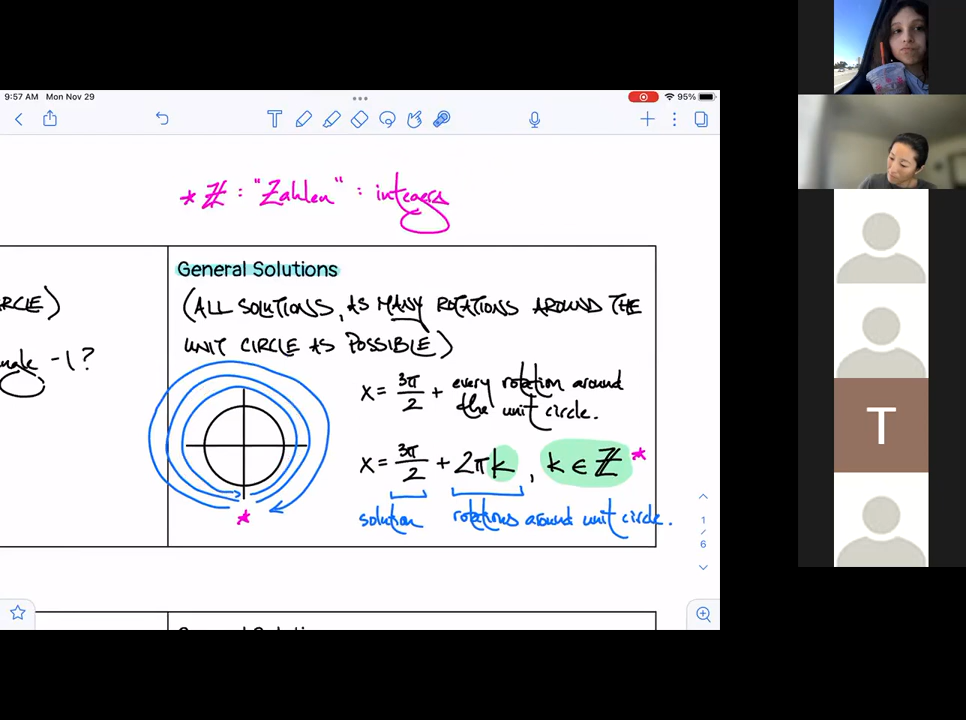 9:57 AM Mon Nov 29
95%
* ℤ : "Zahlen" : integers
RCLE)
General Solutions
(ALL SOLUTIONS, AS MANY ROTATIONS AROUND THE
UNIT CIRCLE AS POSSIBLE)
-1?
x = 3π/2 + every rotation around
the unit circle.
x = 3π/2 + 2πk, k ∈ ℤ *
*
solution rotations around unit circle.
1
/
6
T